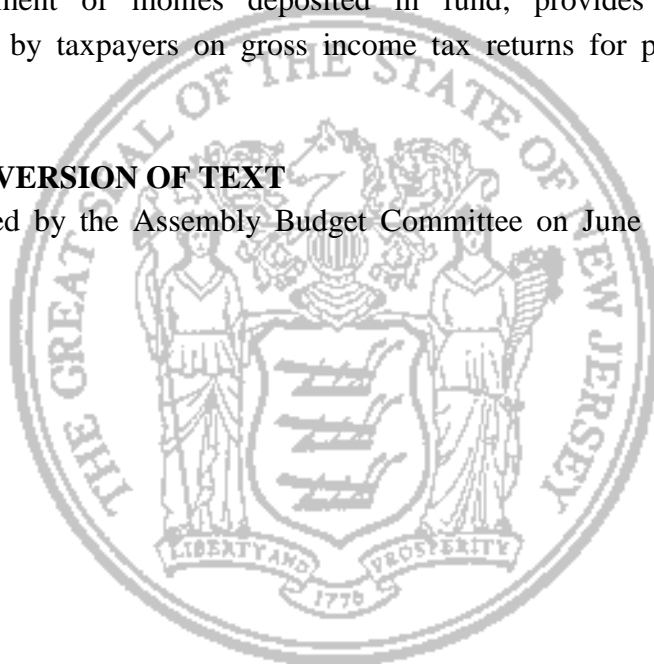 ment of monies deposited in fund, provides
by taxpayers on gross income tax returns for p
VERSION OF TEXT
ed by the Assembly Budget Committee on June
THE GREAT SEAL OF THE STATE OF NEW JERSEY
LIBERTY AND PROSPERITY
1776